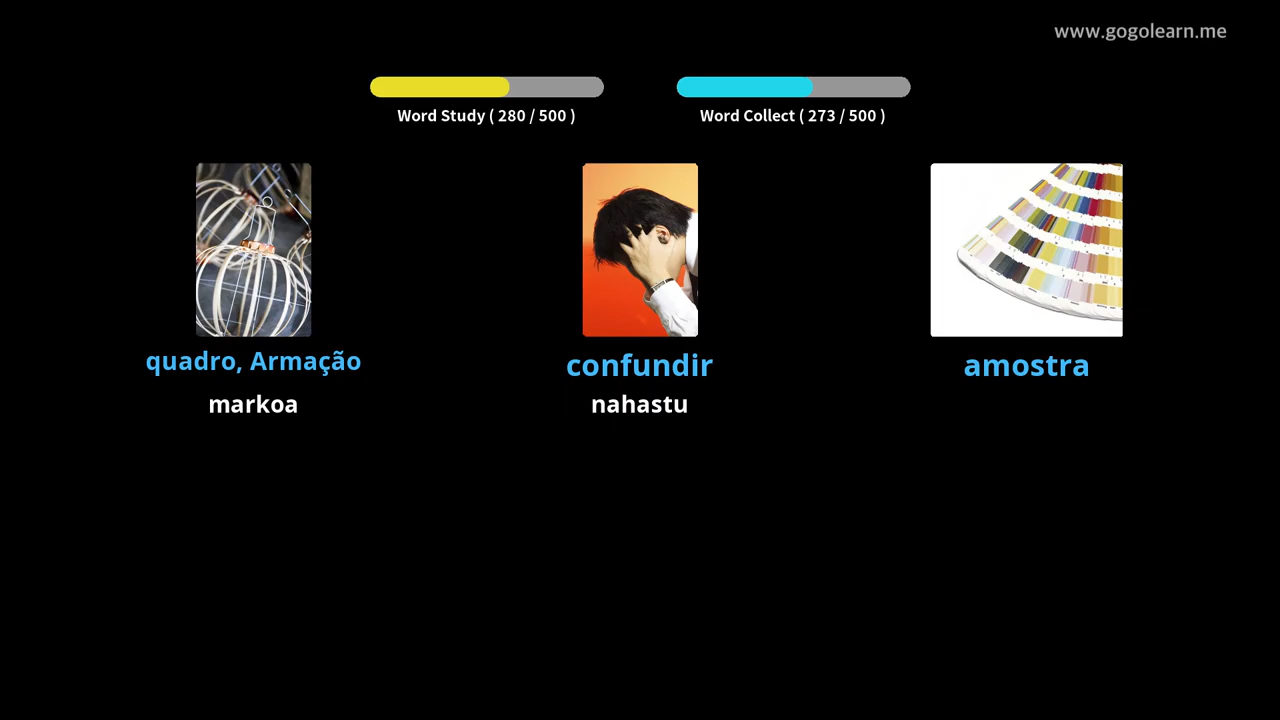 www.gogolearn.me
Word Study ( 280 / 500 )
Word Collect ( 273 / 500 )
quadro, Armação
confundir
amostra
markoa
nahastu